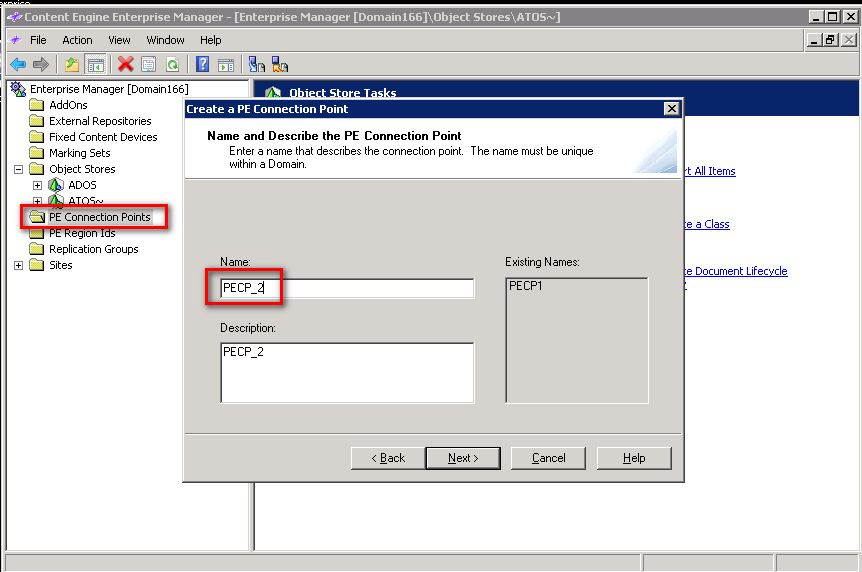 Content Engine Enterprise Manager - [Enterprise Manager [Domain166]\Object Stores\ATOS~]
File Action View Window Help
Enterprise Manager [Domain166]
AddOns
External Repositories
Fixed Content Devices
Marking Sets
Object Stores
ADOS
ATOS~
PE Connection Points
PE Region Ids
Replication Groups
Sites
Object Store Tasks
rt All Items
e a Class
e Document Lifecycle
Create a PE Connection Point
Name and Describe the PE Connection Point
Enter a name that describes the connection point. The name must be unique
within a Domain.
Name:
PECP_2
Description:
PECP_2
Existing Names:
PECP1
< Back
Next >
Cancel
Help